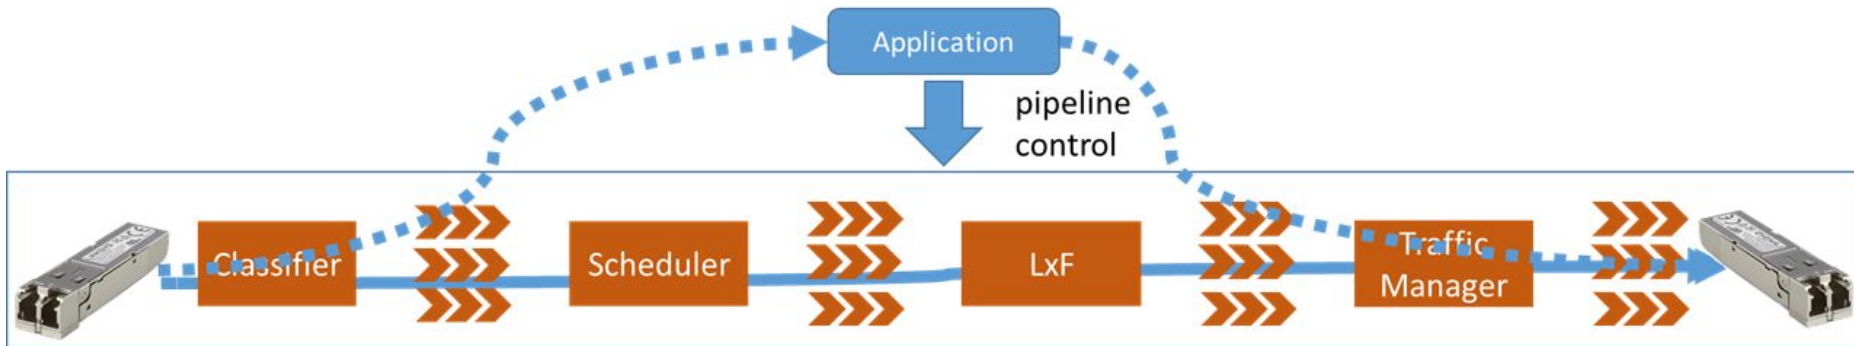 Application
pipeline
control
Classifier
Scheduler
LxF
Traffic
Manager